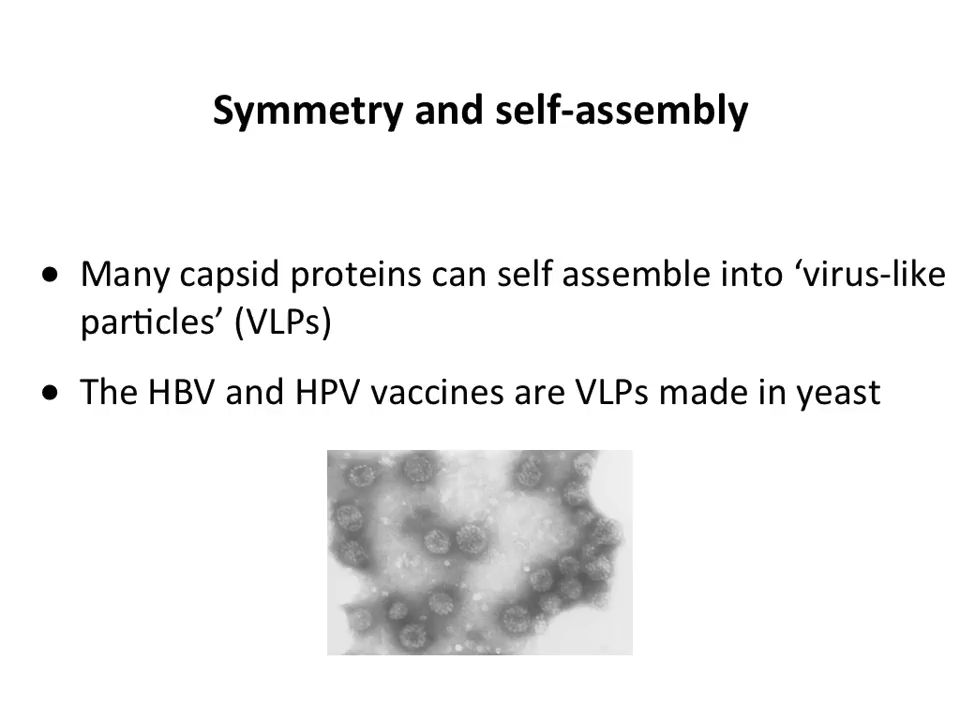 Symmetry and self-assembly
• Many capsid proteins can self assemble into ‘virus-like
particles’ (VLPs)
• The HBV and HPV vaccines are VLPs made in yeast